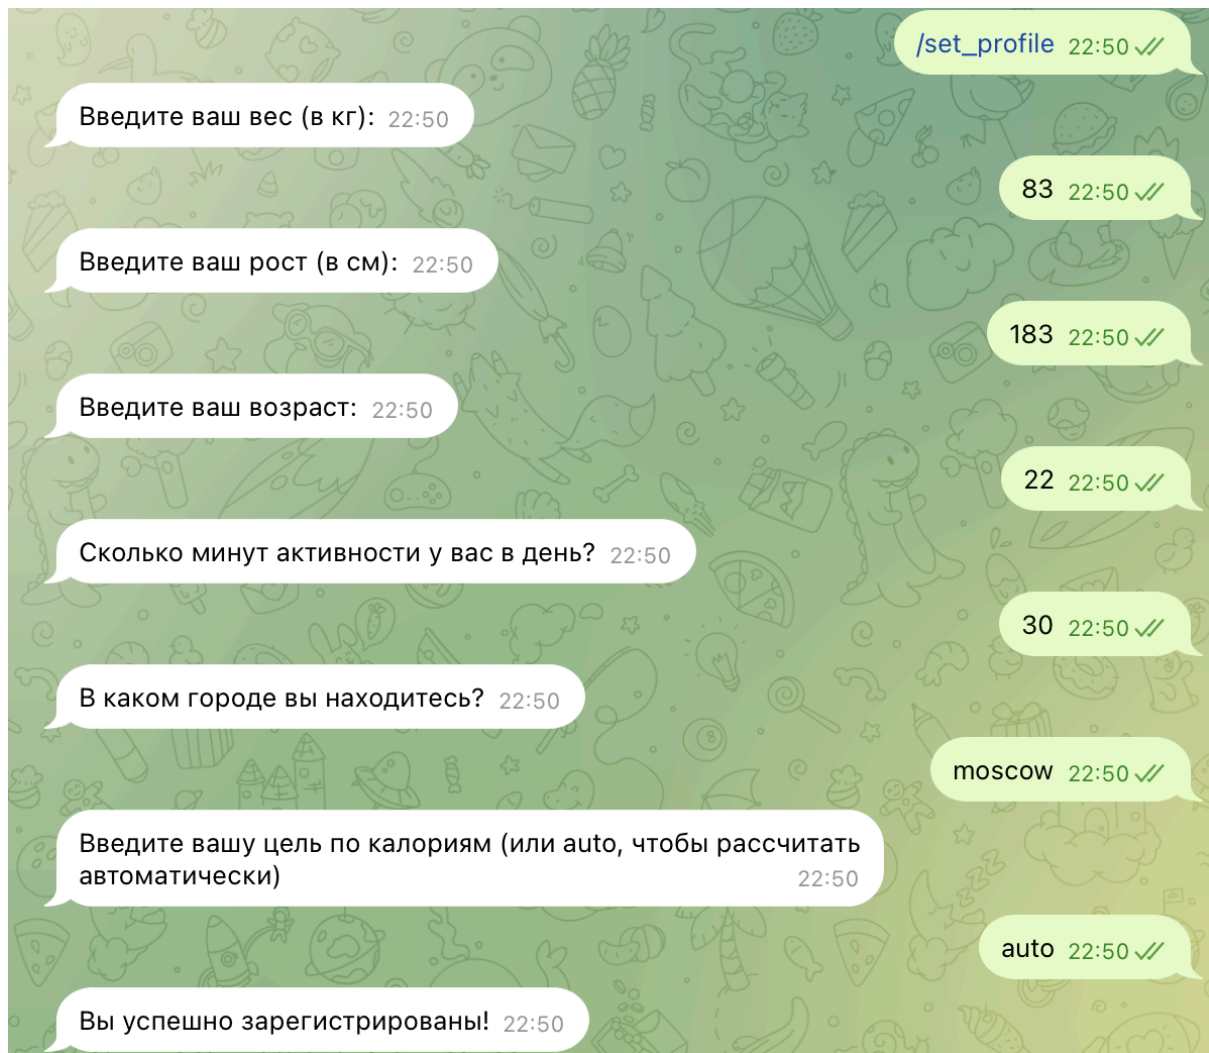 /set_profile 22:50
Введите ваш вес (в кг): 22:50
83 22:50
Введите ваш рост (в см): 22:50
183 22:50
Введите ваш возраст: 22:50
22 22:50
Сколько минут активности у вас в день? 22:50
30 22:50
В каком городе вы находитесь? 22:50
moscow 22:50
Введите вашу цель по калориям (или auto, чтобы рассчитать
автоматически) 22:50
auto 22:50
Вы успешно зарегистрированы! 22:50